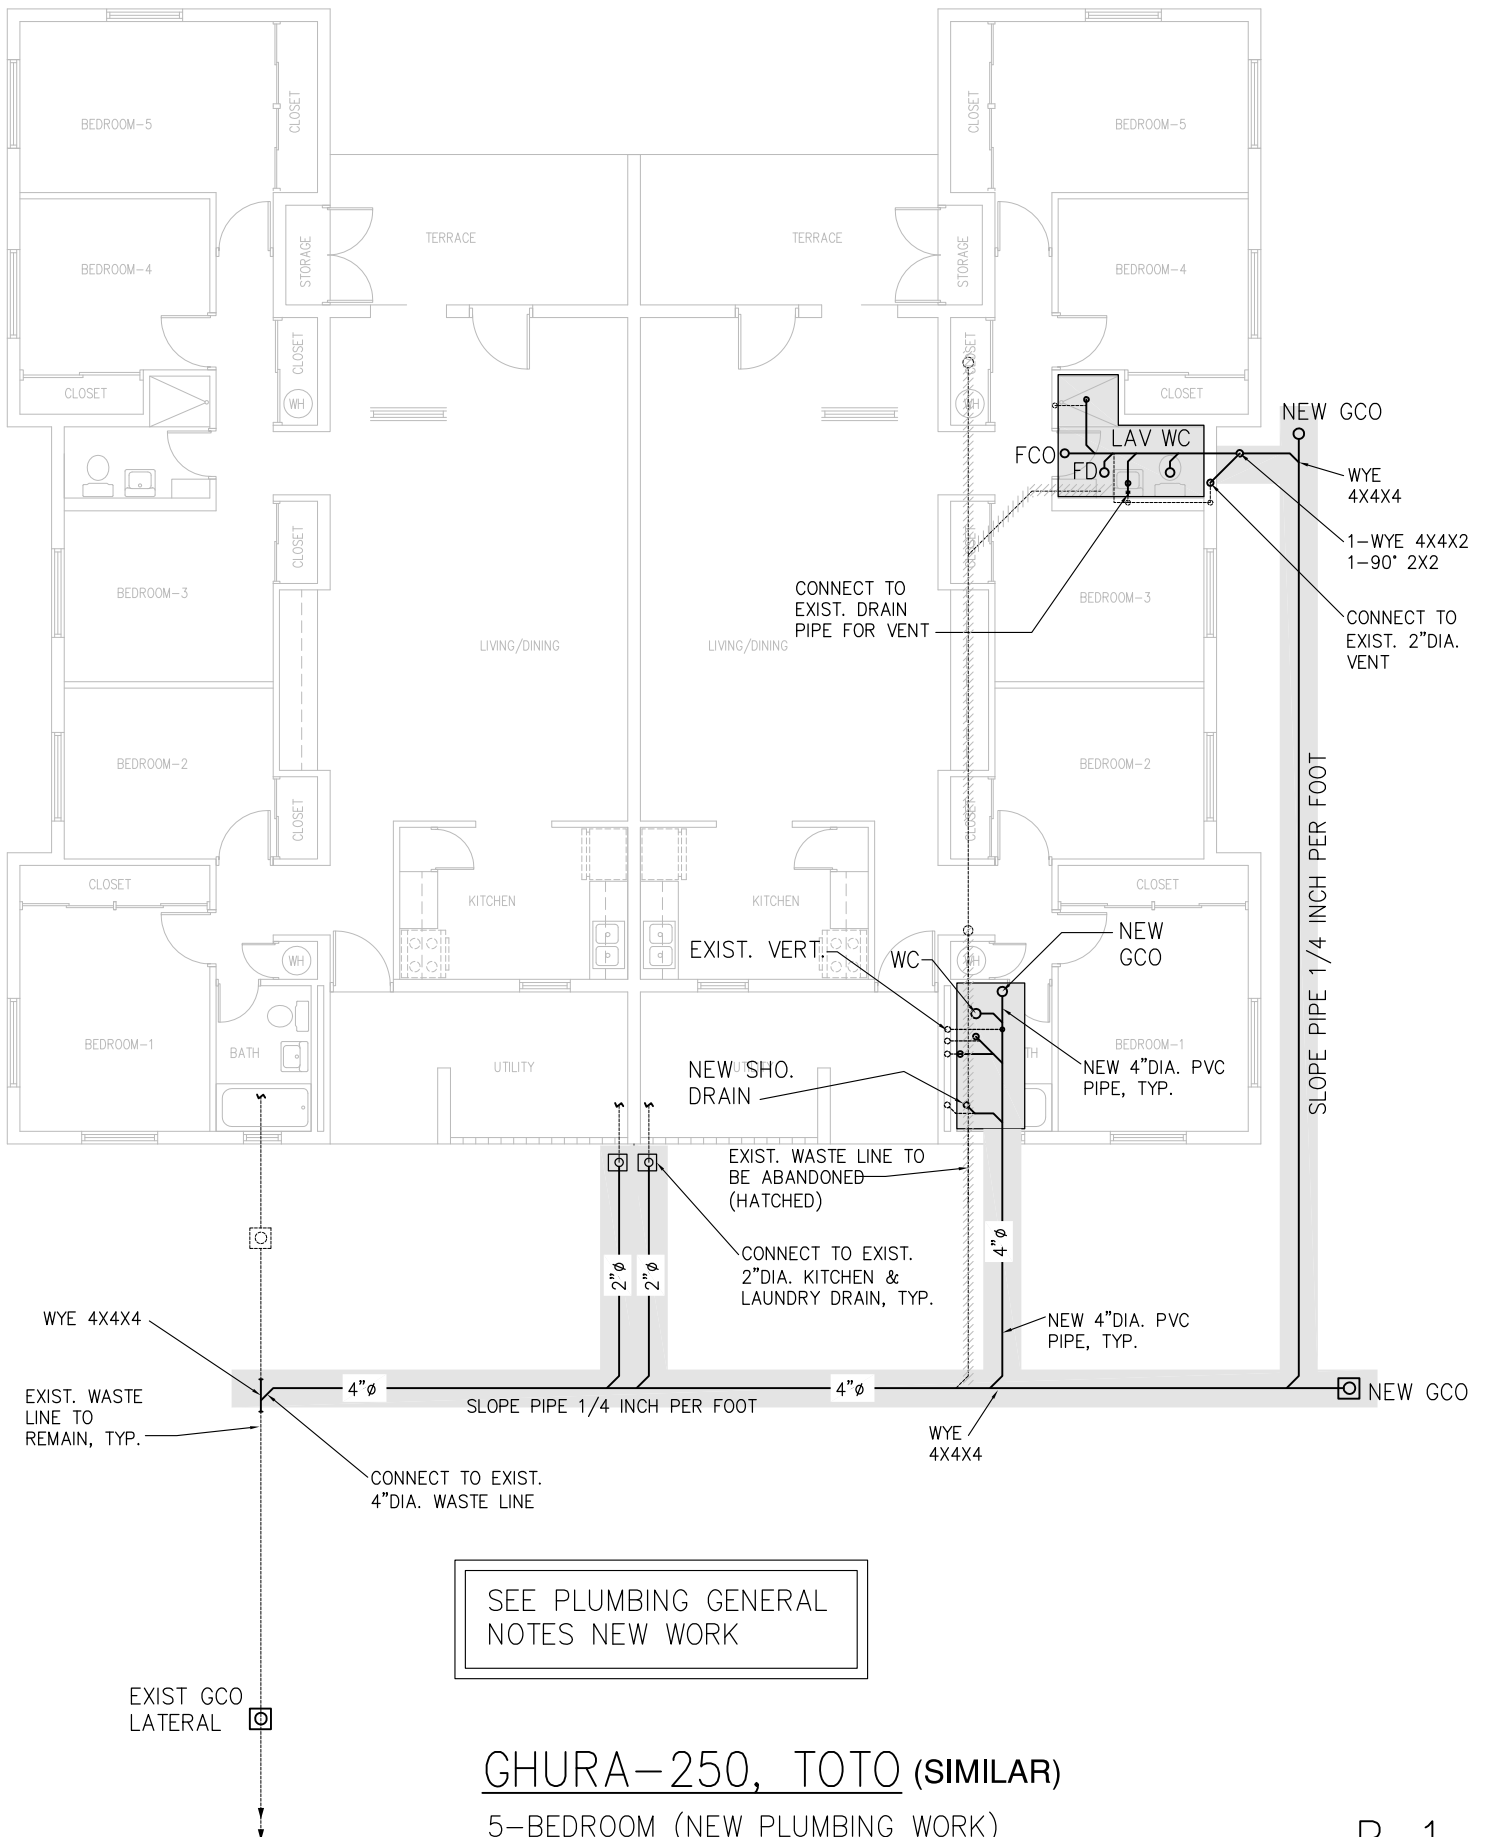 BEDROOM-5
CLOSET
CLOSET
BEDROOM-5
TERRACE
TERRACE
BEDROOM-4
STORAGE
STORAGE
BEDROOM-4
CLOSET
CLOSET
CLOSET
WH
WH
CLOSET
NEW GCO
LAV WC
FCO
FD
WYE
4X4X4
1-WYE 4X4X2
1-90° 2X2
CLOSET
CLOSET
BEDROOM-3
CONNECT TO
EXIST. DRAIN
PIPE FOR VENT
BEDROOM-3
CONNECT TO
EXIST. 2"DIA.
VENT
LIVING/DINING
LIVING/DINING
BEDROOM-2
BEDROOM-2
CLOSET
CLOSET
SLOPE PIPE 1/4 INCH PER FOOT
CLOSET
CLOSET
KITCHEN
KITCHEN
EXIST. VERT.
WC
NEW
GCO
WH
WH
BEDROOM-1
BATH
UTILITY
UTILITY
TH
BEDROOM-1
NEW SHO.
DRAIN
NEW 4"DIA. PVC
PIPE, TYP.
EXIST. WASTE LINE TO
BE ABANDONED
(HATCHED)
2"ø
2"ø
4"ø
CONNECT TO EXIST.
2"DIA. KITCHEN &
LAUNDRY DRAIN, TYP.
WYE 4X4X4
NEW 4"DIA. PVC
PIPE, TYP.
4"ø
4"ø
NEW GCO
EXIST. WASTE
LINE TO
REMAIN, TYP.
SLOPE PIPE 1/4 INCH PER FOOT
WYE
4X4X4
CONNECT TO EXIST.
4"DIA. WASTE LINE
SEE PLUMBING GENERAL
NOTES NEW WORK
EXIST GCO
LATERAL
GHURA-250, TOTO (SIMILAR)
5-BEDROOM (NEW PLUMBING WORK)